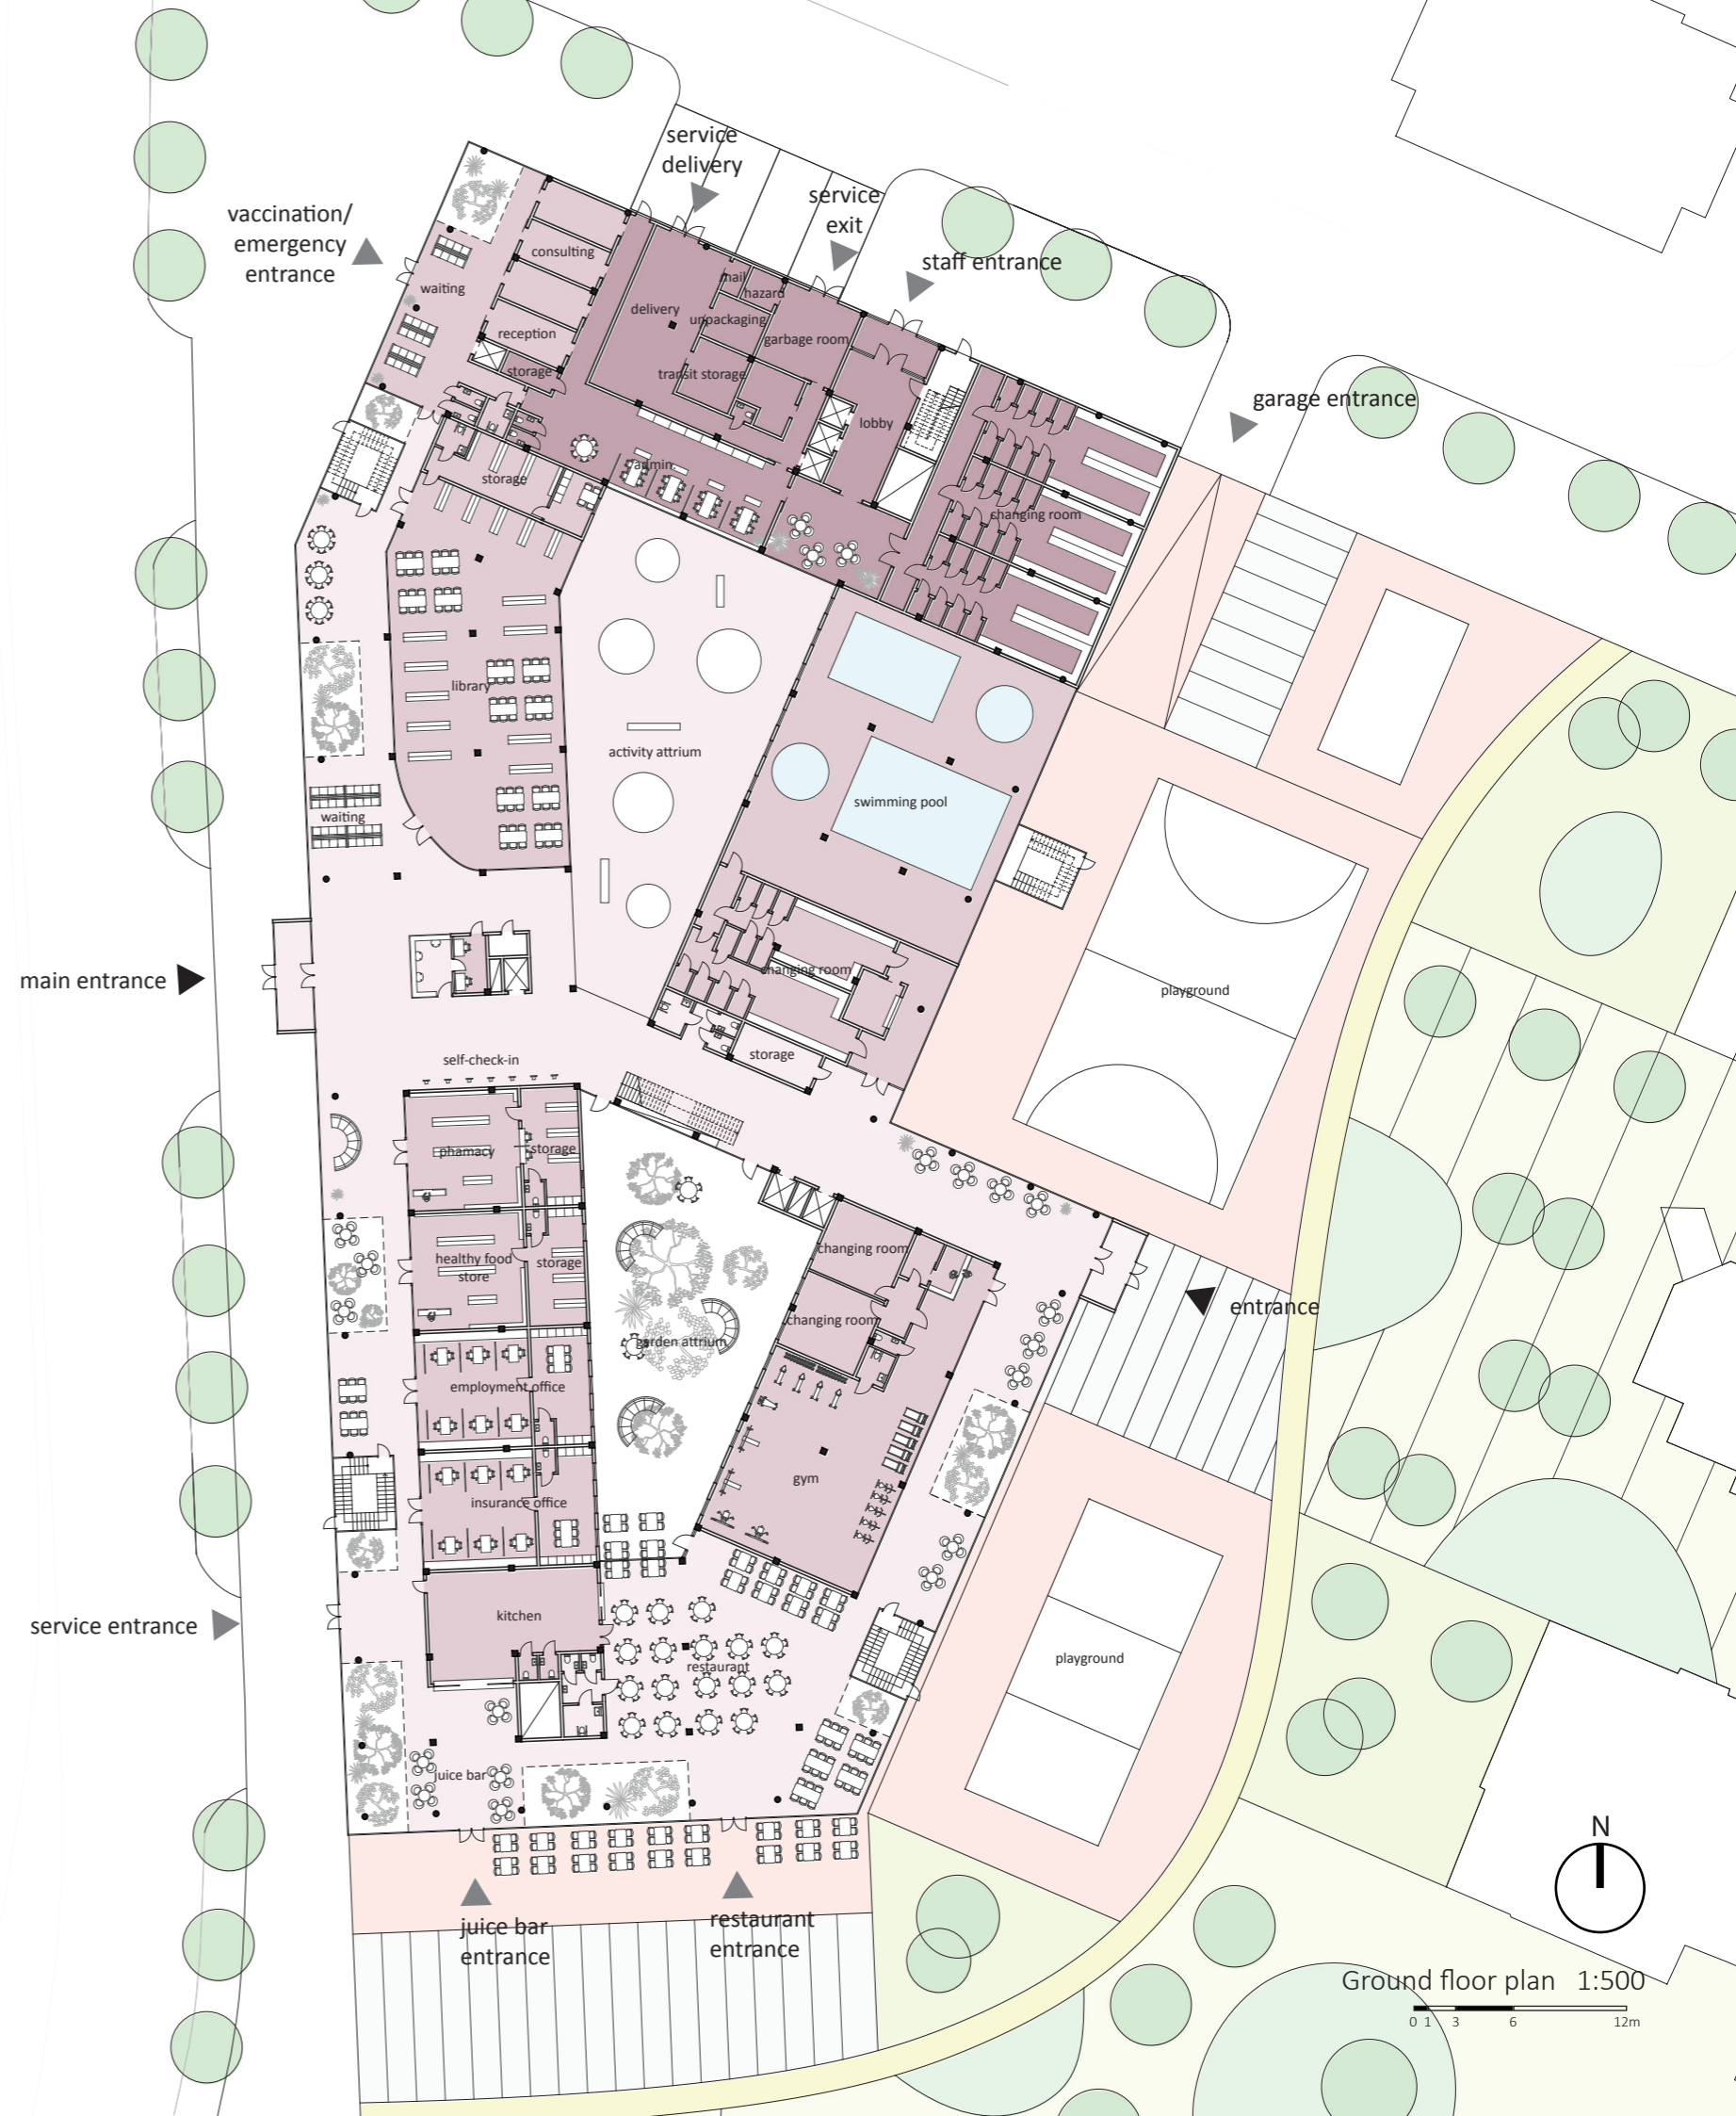 service
delivery
service
exit
vaccination/
emergency
entrance
staff entrance
consulting
waiting
mail
hazard
delivery
unpackaging
reception
garbage room
storage
transit storage
garage entrance
lobby
admin.
storage
changing room
library
activity attrium
swimming pool
waiting
main entrance
changing room
playground
storage
self-check-in
phamacy
storage
changing room
healthy food
store
storage
entrance
changing room
garden attrium
employment office
gym
insurance office
kitchen
service entrance
restaurant
playground
juice bar
N
juice bar
entrance
restaurant
entrance
Ground floor plan 1:500
0 1 3 6 12m